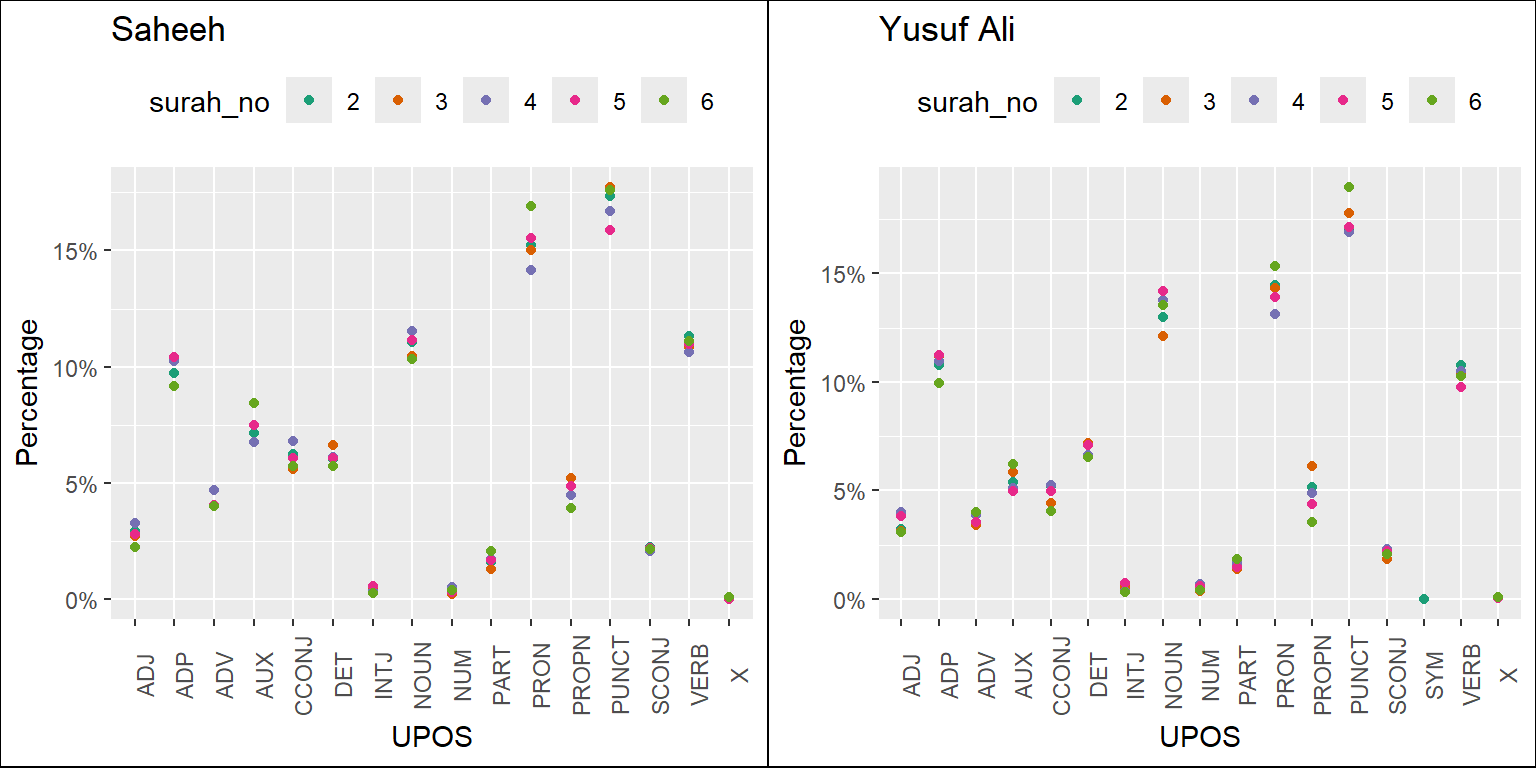 Saheeh
surah_no 2 3 4 5 6
Percentage
15%
10%
5%
0%
ADJ ADP ADV AUX CCONJ DET INTJ NOUN NUM PART PRON PROPN PUNCT SCONJ VERB X
UPOS
Yusuf Ali
surah_no 2 3 4 5 6
Percentage
15%
10%
5%
0%
ADJ ADP ADV AUX CCONJ DET INTJ NOUN NUM PART PRON PROPN PUNCT SCONJ SYM VERB X
UPOS